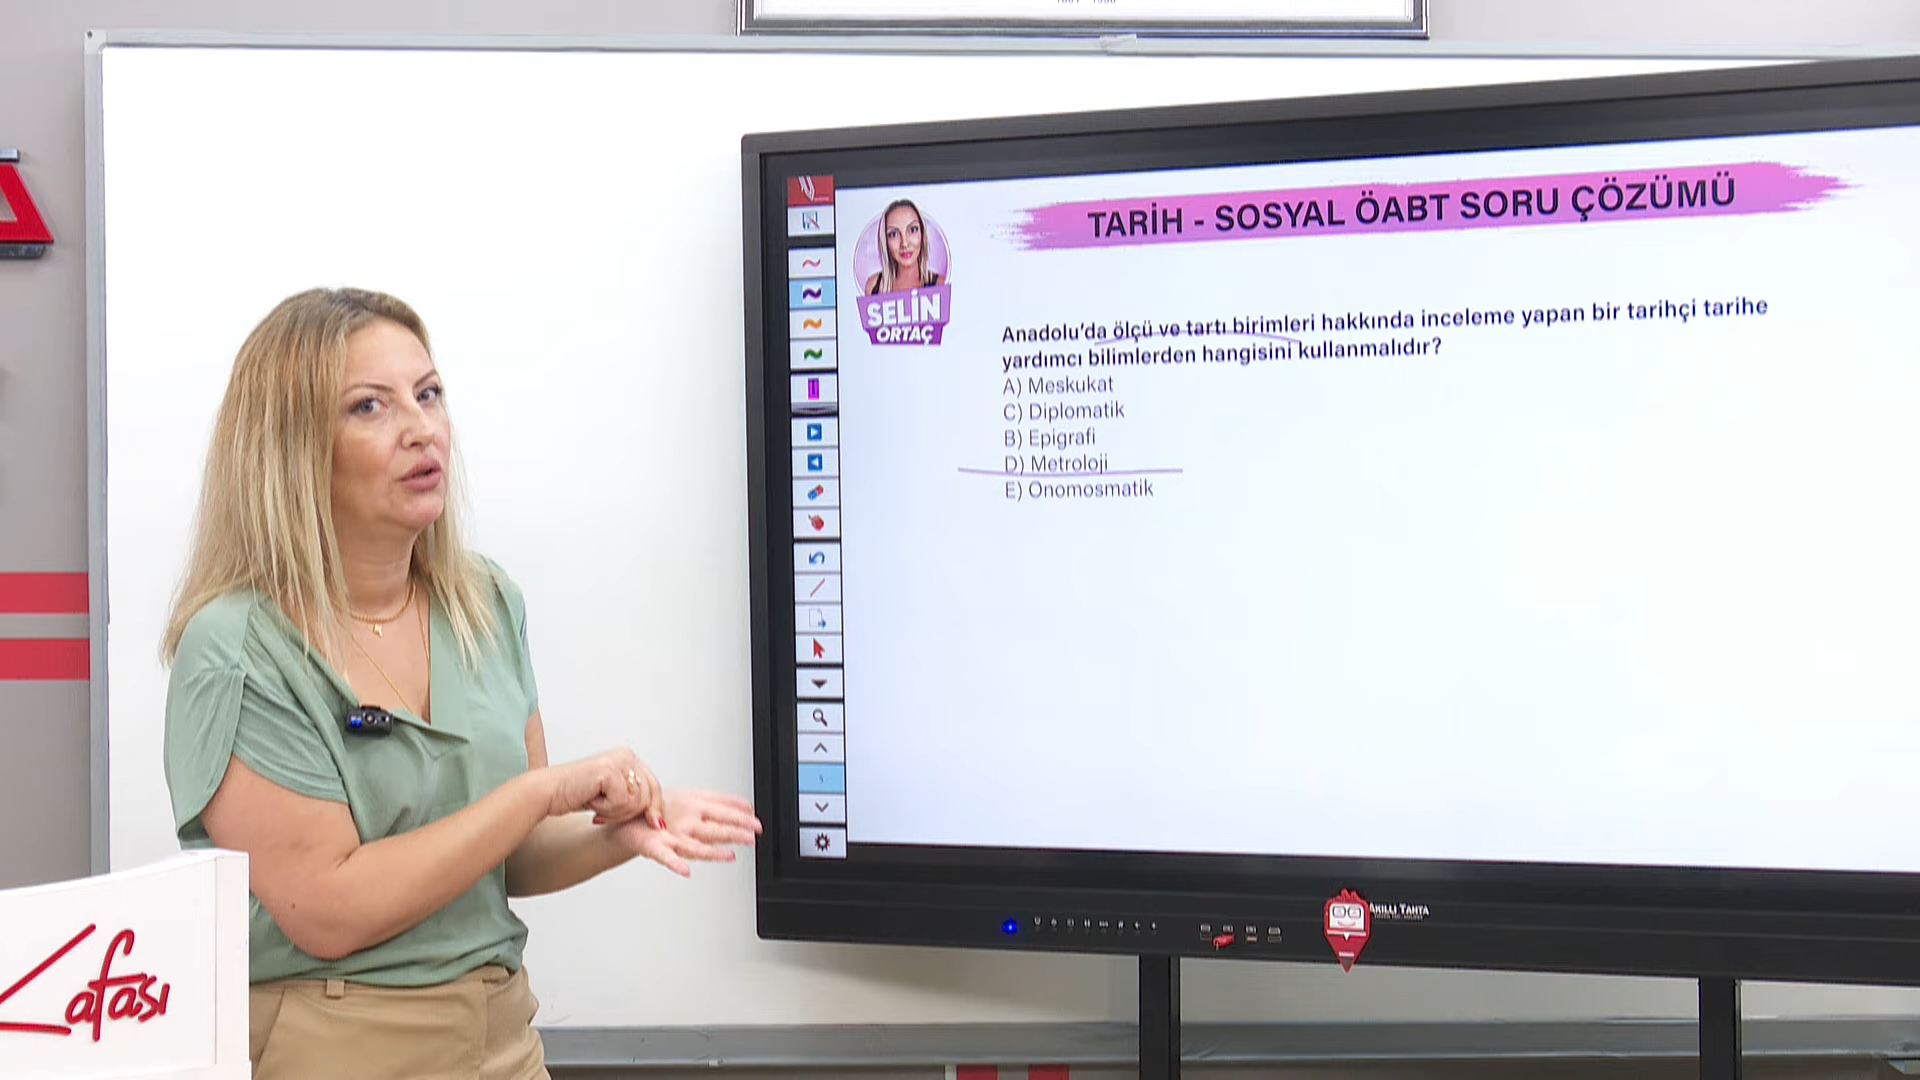 TARİH - SOSYAL ÖABT SORU ÇÖZÜMÜ
SELİN
ORTAÇ
Anadolu'da ölçü ve tartı birimleri hakkında inceleme yapan bir tarihçi tarihe
yardımcı bilimlerden hangisini kullanmalıdır?
A) Meskukat
C) Diplomatik
B) Epigrafi
D) Metroloji
E) Onomosmatik
AKILLI TAHTA
Kafası